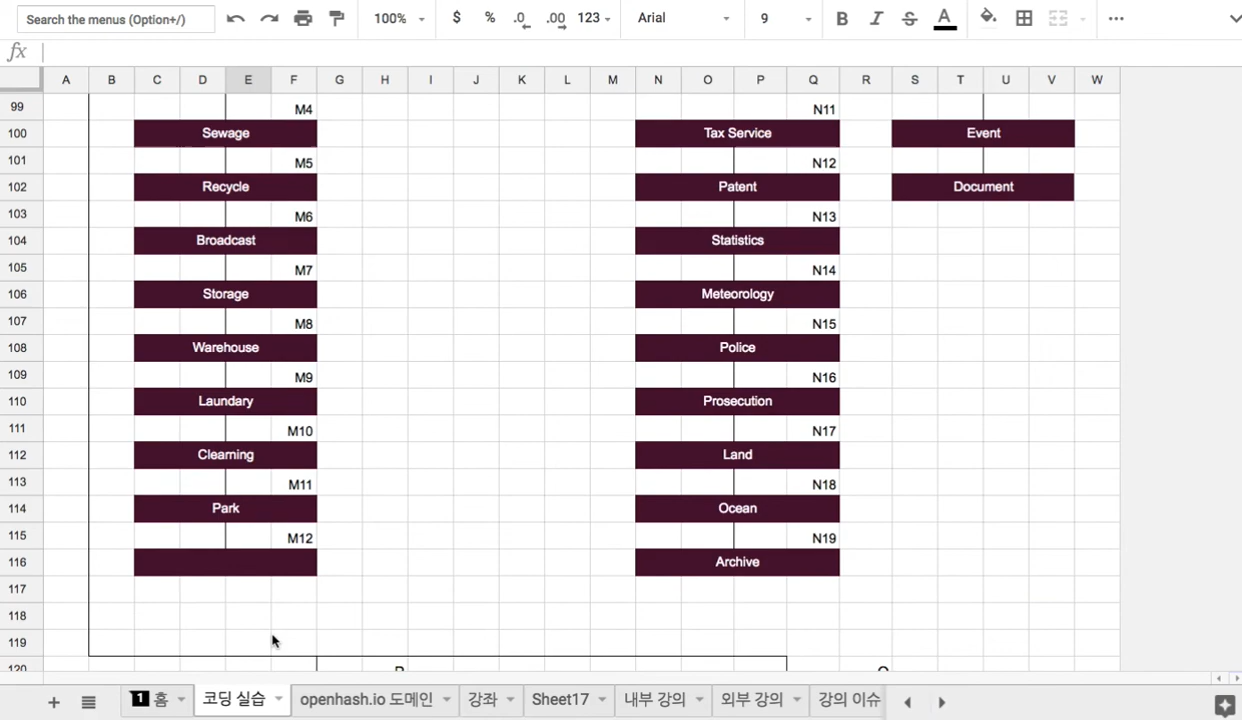 Search the menus (Option+/) 100% $ % .0 .00 123 Arial 9 B I S A
fx
A B C D E F G H I J K L M N O P Q R S T U V W
99 M4 N11
100 Sewage Tax Service Event
101 M5 N12
102 Recycle Patent Document
103 M6 N13
104 Broadcast Statistics
105 M7 N14
106 Storage Meteorology
107 M8 N15
108 Warehouse Police
109 M9 N16
110 Laundary Prosecution
111 M10 N17
112 Clearning Land
113 M11 N18
114 Park Ocean
115 M12 N19
116 Archive
117
118
119
120
1 홈 코딩 실습 openhash.io 도메인 강좌 Sheet17 내부 강의 외부 강의 강의 이슈